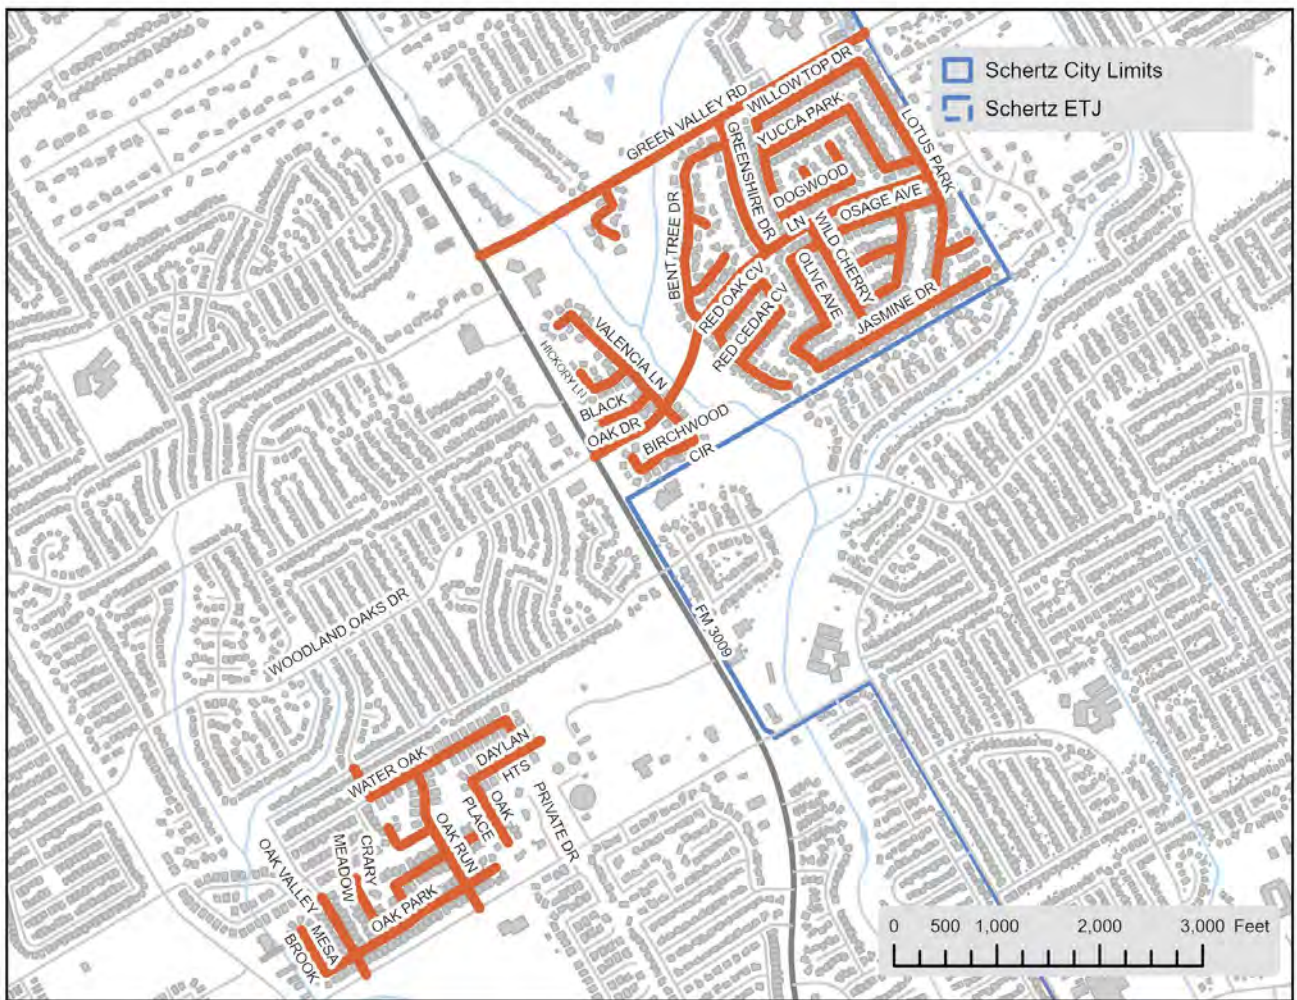 Schertz City Limits
Schertz ETJ
GREEN VALLEY RD
WILLOW TOP DR
YUCCA PARK
LOTUS PARK
GREENSHIRE DR
DOGWOOD
LN
OSAGE AVE
BENT TREE DR
WILD CHERRY
OLIVE AVE
RED OAK CV
RED CEDAR CV
JASMINE DR
VALENCIA LN
HICKORY LN
BLACK
OAK DR
BIRCHWOOD
CIR
FM 3009
WOODLAND OAKS DR
WATER OAK
DAYLAN
HTS
OAK
PLACE
PRIVATE DR
OAK RUN
CRARY
MEADOW
OAK VALLEY
OAK PARK
MESA
BROOK
0 500 1,000 2,000 3,000 Feet